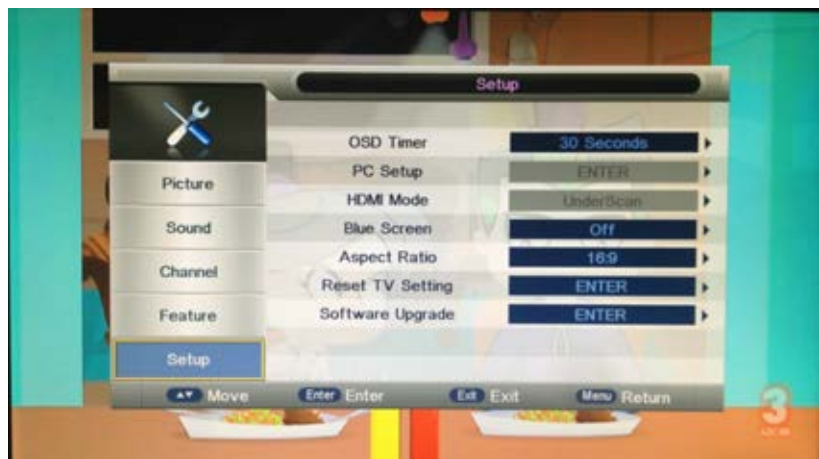 Setup
OSD Timer 30 Seconds
PC Setup ENTER
HDMI Mode UnderScan
Blue Screen Off
Aspect Ratio 16:9
Reset TV Setting ENTER
Software Upgrade ENTER
Picture
Sound
Channel
Feature
Setup
Move Enter Enter Exit Exit Menu Return
3